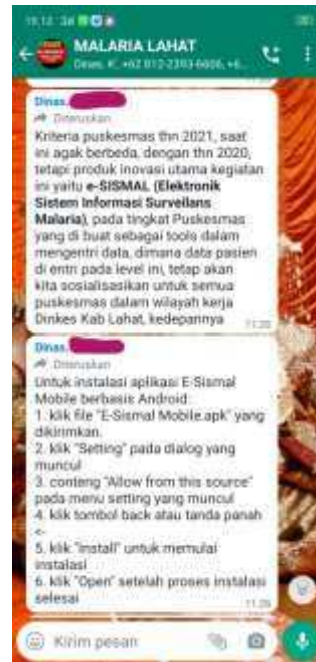 MALARIA LAHAT
Dinas.
Diteruskan
Kriteria puskesmas thn 2021, saat
ini agak berbeda, dengan thn 2020,
tetapi produk inovasi utama kegiatan
ini yaitu e-SISMAL (Elektronik
Sistem Informasi Surveilans
Malaria), pada tingkat Puskesmas
yang di buat sebagai tools dalam
mengentri data, dimana data pasien
di entri pada level ini, tetap akan
kita sosialisasikan untuk semua
puskesmas dalam wilayah kerja
Dinkes Kab Lahat, kedepannya
11.25
Dinas.
Diteruskan
Untuk instalasi aplikasi E-Sismal
Mobile berbasis Android:
1. klik file "E-Sismal Mobile.apk" yang
dikirimkan.
2. klik "Setting" pada dialog yang
muncul
3. conteng "Allow from this source"
pada menu setting yang muncul
4. klik tombol back atau tanda panah
<-
5. klik "Install" untuk memulai
instalasi
6. klik "Open" setelah proses instalasi
selesai
Kirim pesan